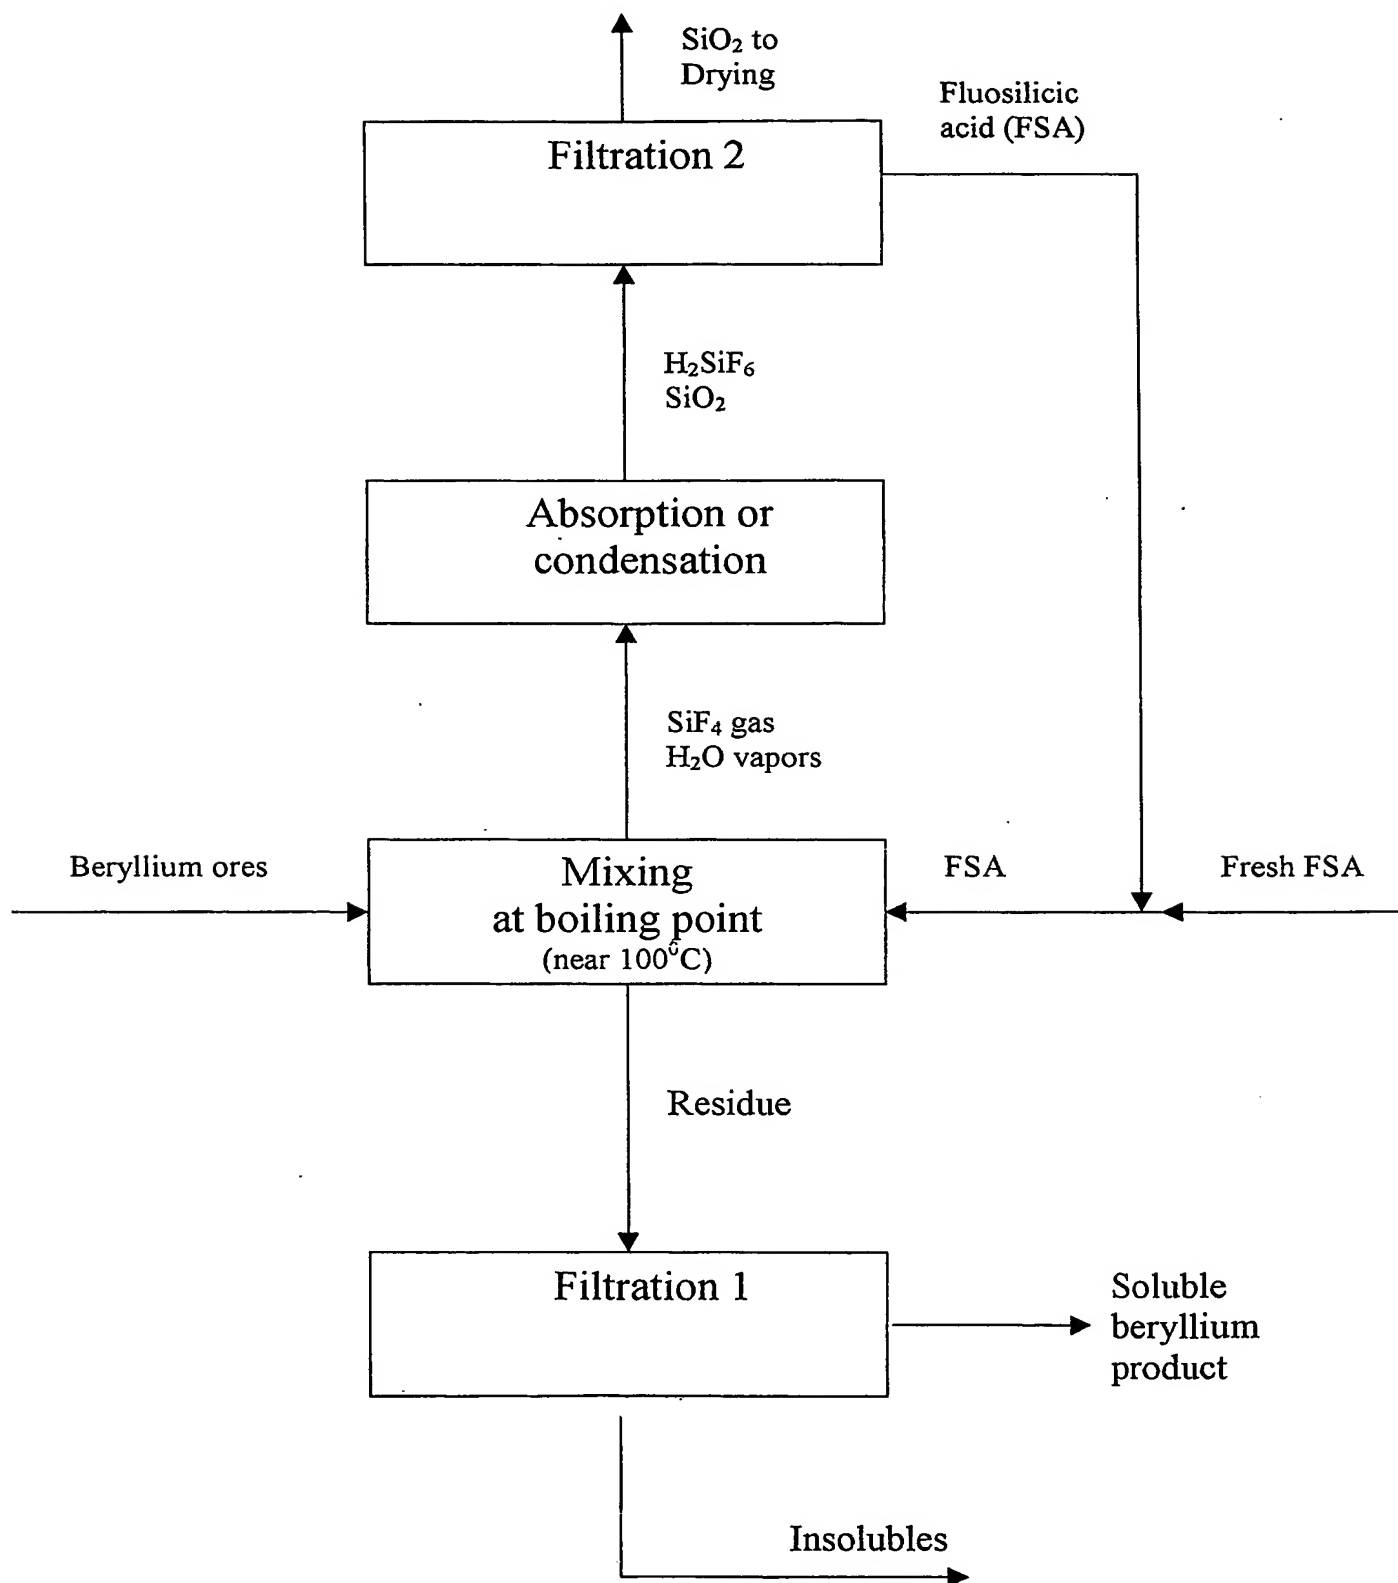 SiO₂ to
Drying
Fluosilicic
acid (FSA)
Filtration 2
H₂SiF₆
SiO₂
Absorption or
condensation
SiF₄ gas
H₂O vapors
Beryllium ores
Mixing
at boiling point
(near 100⁰C)
FSA
Fresh FSA
Residue
Filtration 1
Soluble
beryllium
product
Insolubles